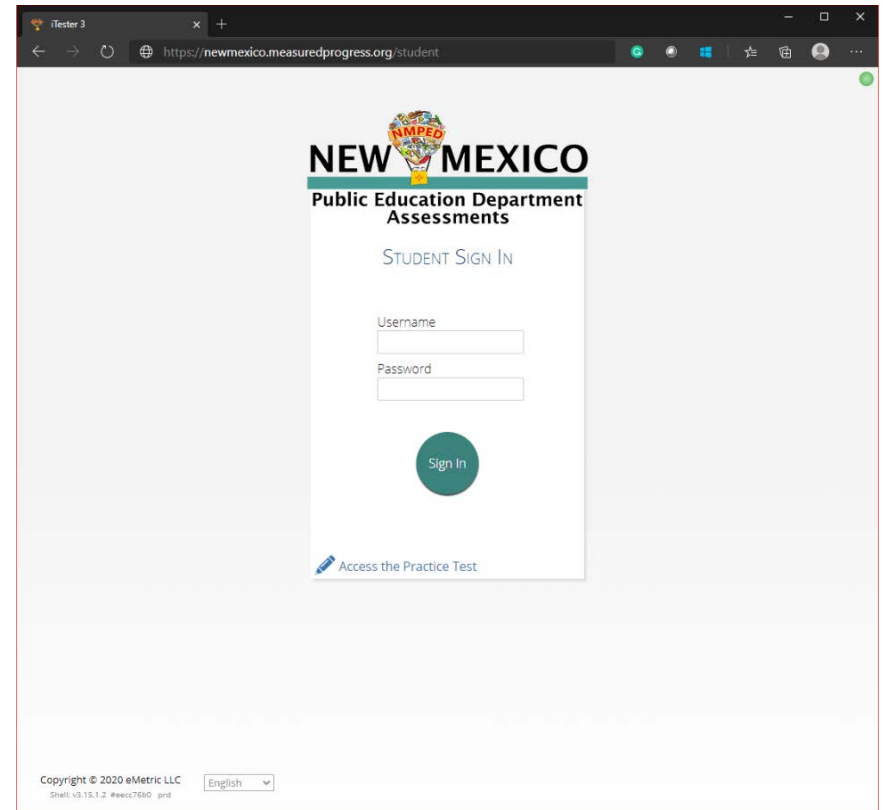 iTester 3
https://newmexico.measuredprogress.org/student
NMPED
NEW MEXICO
Public Education Department
Assessments
Student Sign In
Username
Password
Sign In
Access the Practice Test
Copyright © 2020 eMetric LLC
English
Shell: v3.15.1.2 #eecc76b0 prd